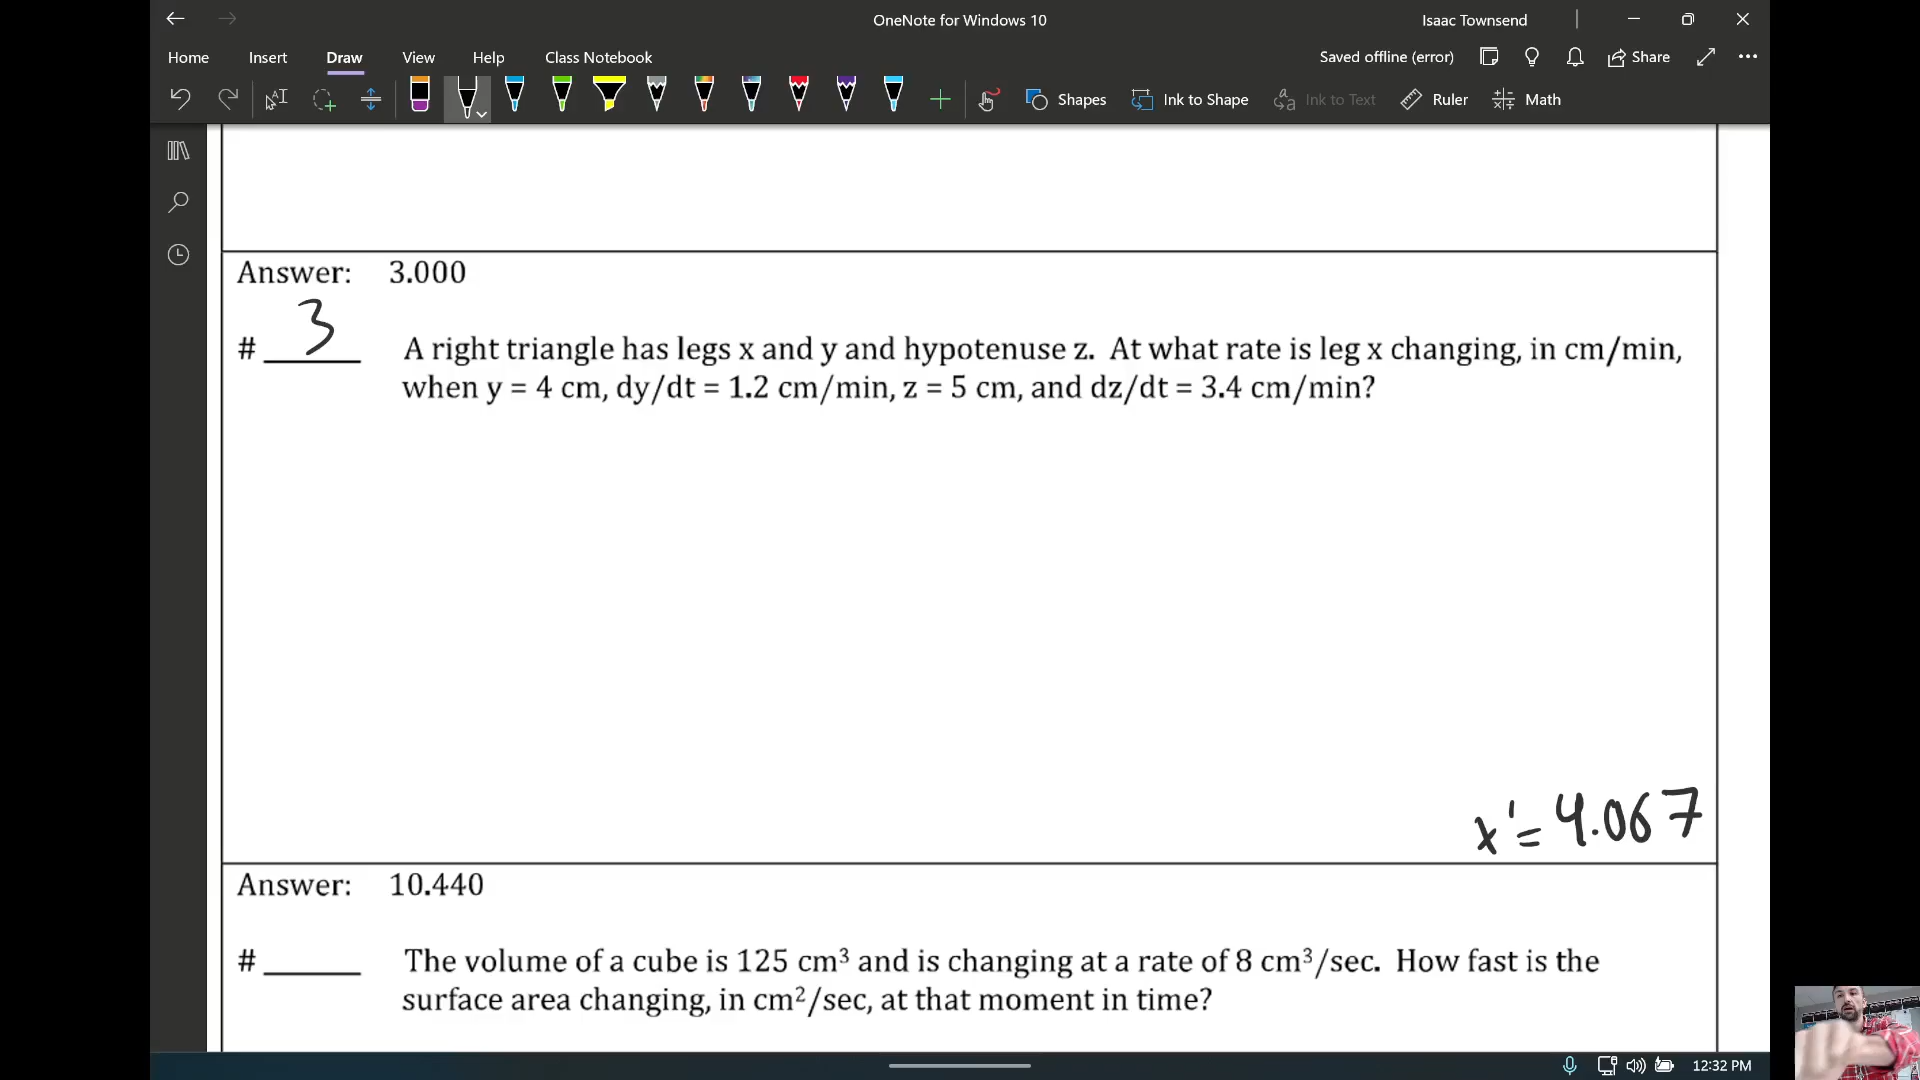 OneNote for Windows 10
Isaac Townsend
Home Insert Draw View Help Class Notebook
Saved offline (error) Share
Shapes Ink to Shape Ink to Text Ruler Math
Answer: 3.000
# 3 A right triangle has legs x and y and hypotenuse z. At what rate is leg x changing, in cm/min,
when y = 4 cm, dy/dt = 1.2 cm/min, z = 5 cm, and dz/dt = 3.4 cm/min?
x' = 4.067
Answer: 10.440
# ______ The volume of a cube is 125 cm³ and is changing at a rate of 8 cm³/sec. How fast is the
surface area changing, in cm²/sec, at that moment in time?
12:32 PM